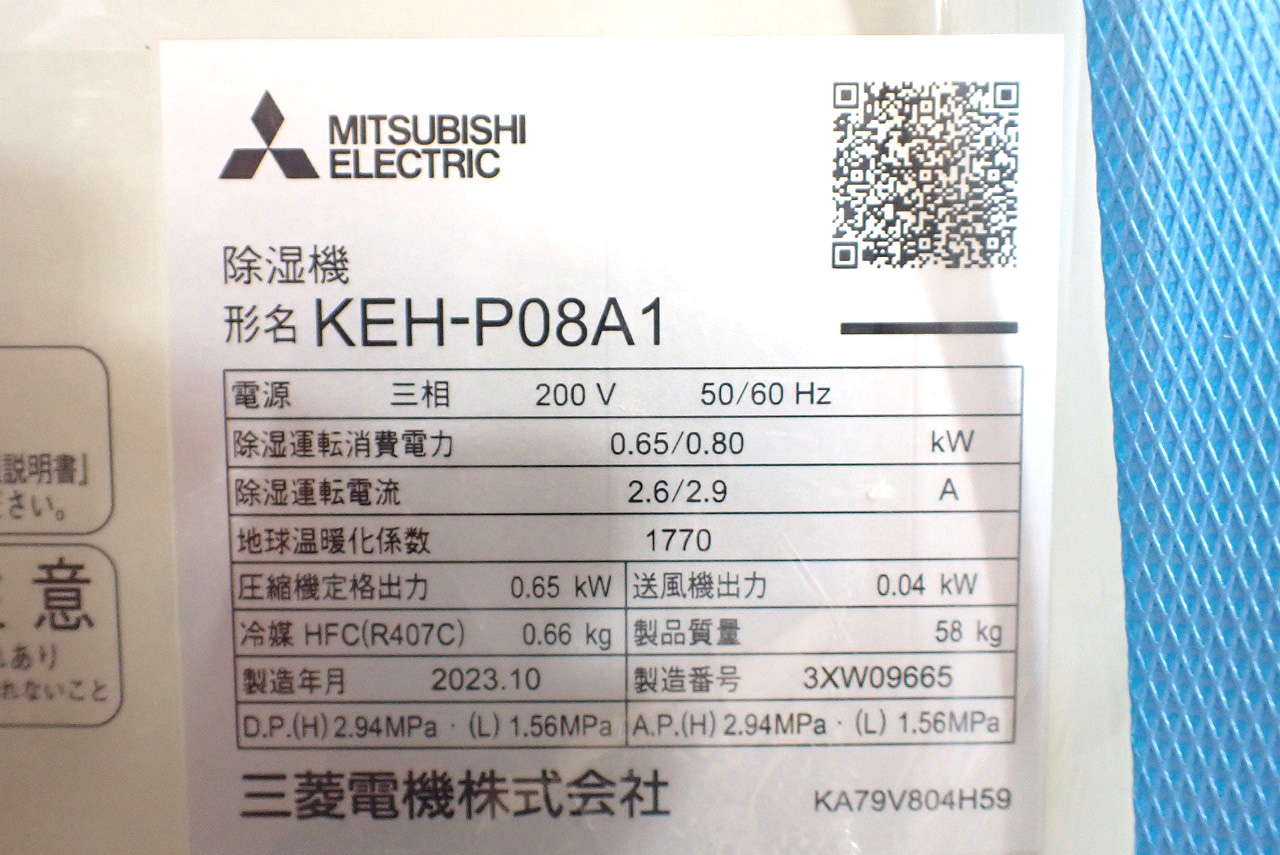 MITSUBISHI
ELECTRIC
除湿機
形名 KEH-P08A1
電源 三相 200 V 50/60 Hz
除湿運転消費電力 0.65/0.80 kW
除湿運転電流 2.6/2.9 A
地球温暖化係数 1770
圧縮機定格出力 0.65 kW 送風機出力 0.04 kW
冷媒 HFC(R407C) 0.66 kg 製品質量 58 kg
製造年月 2023.10 製造番号 3XW09665
D.P.(H) 2.94MPa · (L) 1.56MPa A.P.(H) 2.94MPa · (L) 1.56MPa
三菱電機株式会社 KA79V804H59
説明書」
さい。
意
あり
れないこと